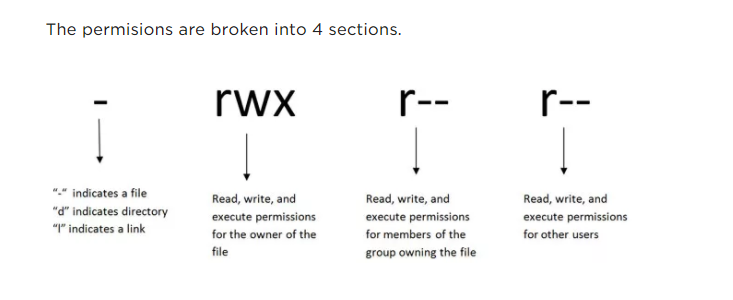 The permisions are broken into 4 sections.
- rwx r-- r--
"-" indicates a file
"d" indicates directory
"l" indicates a link
Read, write, and
execute permissions
for the owner of the
file
Read, write, and
execute permissions
for members of the
group owning the file
Read, write, and
execute permissions
for other users